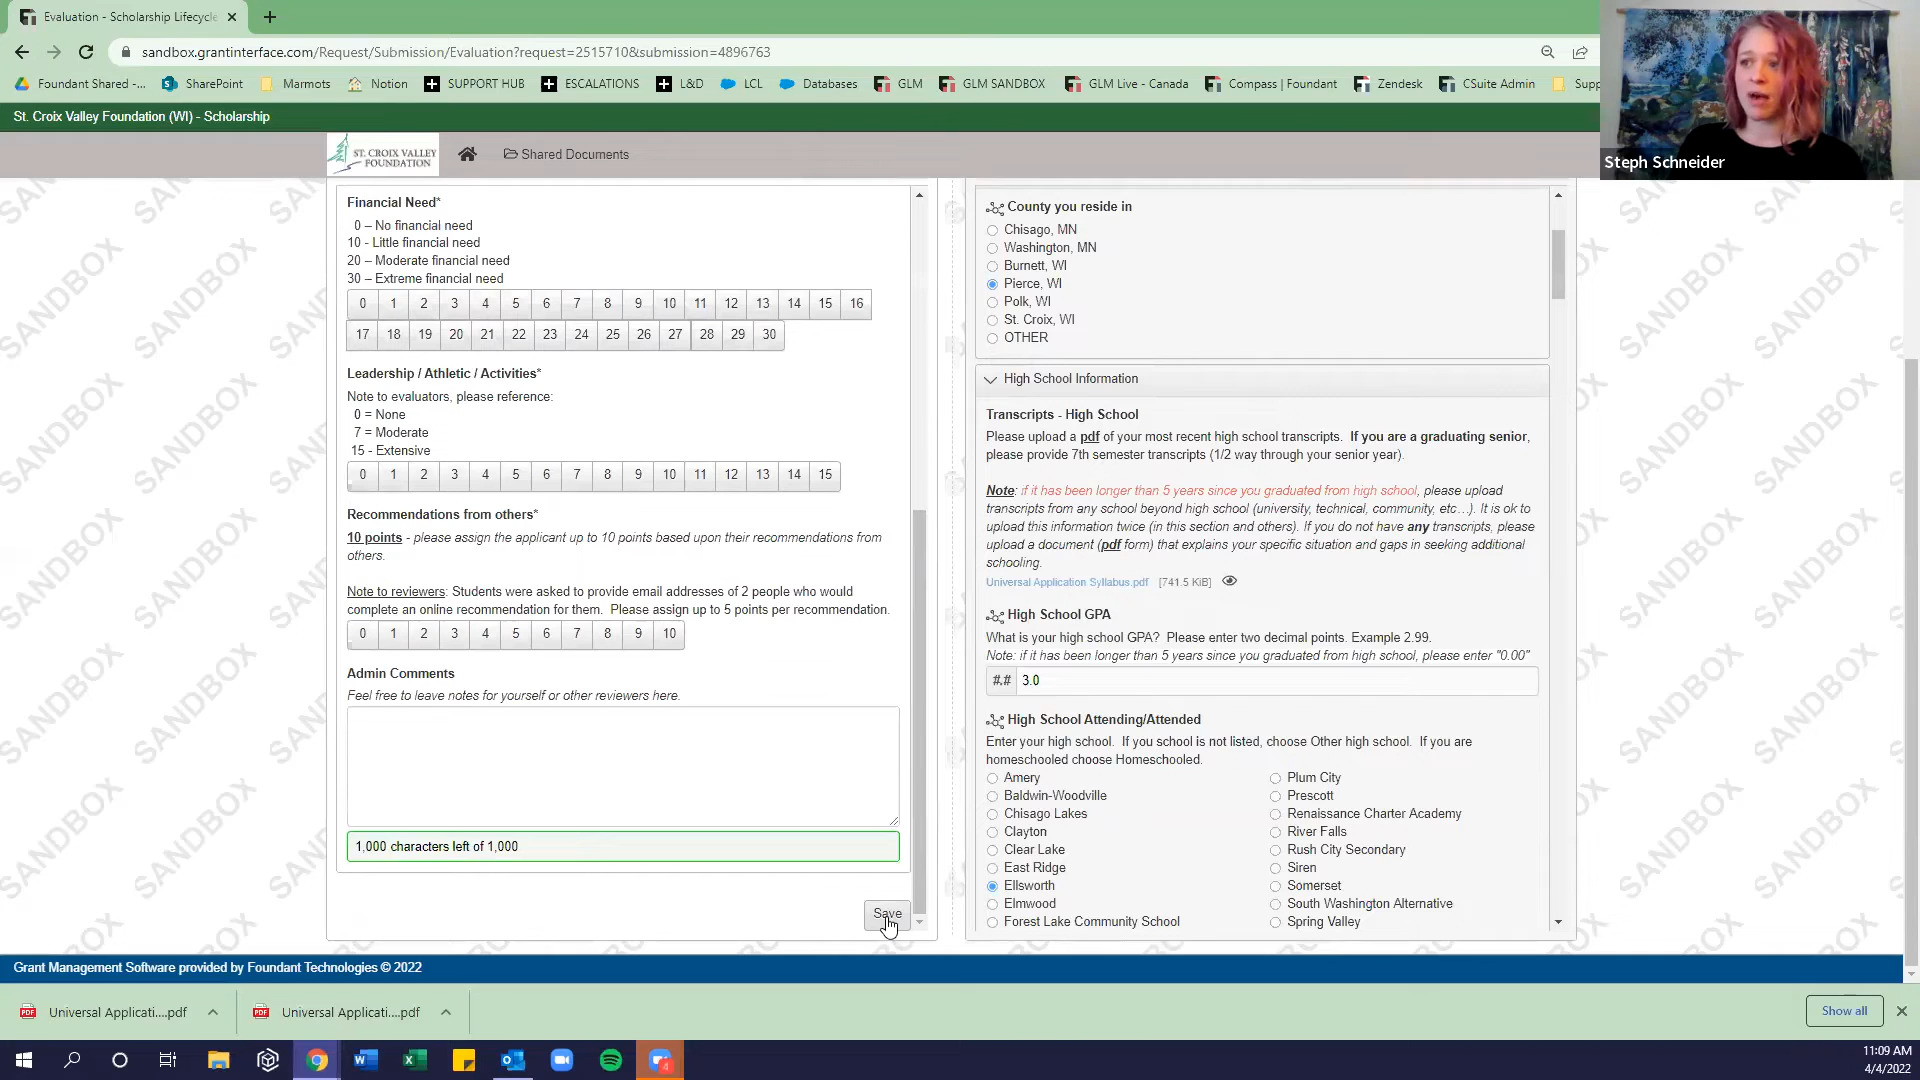 Evaluation - Scholarship Lifecycle
sandbox.grantinterface.com/Request/Submission/Evaluation?request=2515710&submission=4896763
Foundant Shared -...
SharePoint
Marmots
Notion
SUPPORT HUB
ESCALATIONS
L&D
LCL
Databases
GLM
GLM SANDBOX
GLM Live - Canada
Compass | Foundant
Zendesk
CSuite Admin
Supp
St. Croix Valley Foundation (WI) - Scholarship
Steph Schneider
ST. CROIX VALLEY
FOUNDATION
Shared Documents
Financial Need*
0 – No financial need
10 - Little financial need
20 – Moderate financial need
30 – Extreme financial need
0 1 2 3 4 5 6 7 8 9 10 11 12 13 14 15 16
17 18 19 20 21 22 23 24 25 26 27 28 29 30
Leadership / Athletic / Activities*
Note to evaluators, please reference:
0 = None
7 = Moderate
15 - Extensive
0 1 2 3 4 5 6 7 8 9 10 11 12 13 14 15
Recommendations from others*
10 points - please assign the applicant up to 10 points based upon their recommendations from
others.
Note to reviewers: Students were asked to provide email addresses of 2 people who would
complete an online recommendation for them. Please assign up to 5 points per recommendation.
0 1 2 3 4 5 6 7 8 9 10
Admin Comments
Feel free to leave notes for yourself or other reviewers here.
1,000 characters left of 1,000
Save
County you reside in
Chisago, MN
Washington, MN
Burnett, WI
Pierce, WI
Polk, WI
St. Croix, WI
OTHER
High School Information
Transcripts - High School
Please upload a pdf of your most recent high school transcripts. If you are a graduating senior,
please provide 7th semester transcripts (1/2 way through your senior year).
Note: if it has been longer than 5 years since you graduated from high school, please upload
transcripts from any school beyond high school (university, technical, community, etc…). It is ok to
upload this information twice (in this section and others). If you do not have any transcripts, please
upload a document (pdf form) that explains your specific situation and gaps in seeking additional
schooling.
Universal Application Syllabus.pdf [741.5 KiB]
High School GPA
What is your high school GPA? Please enter two decimal points. Example 2.99.
Note: if it has been longer than 5 years since you graduated from high school, please enter "0.00"
#.# 3.0
High School Attending/Attended
Enter your high school. If you school is not listed, choose Other high school. If you are
homeschooled choose Homeschooled.
Amery
Baldwin-Woodville
Chisago Lakes
Clayton
Clear Lake
East Ridge
Ellsworth
Elmwood
Forest Lake Community School
Plum City
Prescott
Renaissance Charter Academy
River Falls
Rush City Secondary
Siren
Somerset
South Washington Alternative
Spring Valley
SANDBOX
Grant Management Software provided by Foundant Technologies © 2022
Universal Applicati....pdf
Universal Applicati....pdf
Show all
4
11:09 AM
4/4/2022